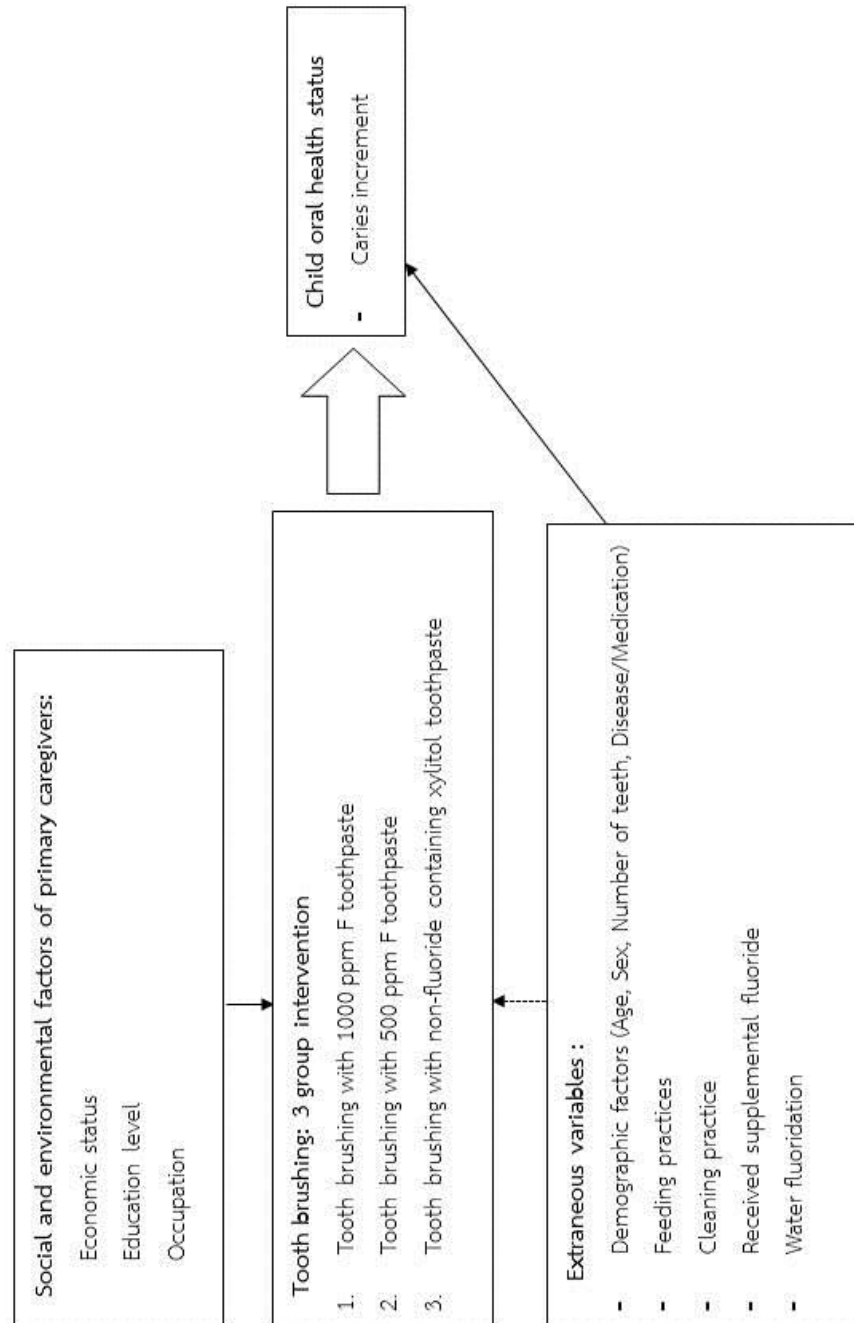 Social and environmental factors of primary caregivers:
Economic status
Education level
Occupation
Tooth brushing: 3 group intervention
1. Tooth brushing with 1000 ppm F toothpaste
2. Tooth brushing with 500 ppm F toothpaste
3. Tooth brushing with non-fluoride containing xylitol toothpaste
Child oral health status
- Caries increment
Extraneous variables :
- Demographic factors (Age, Sex, Number of teeth, Disease/Medication)
- Feeding practices
- Cleaning practice
- Received supplemental fluoride
- Water fluoridation